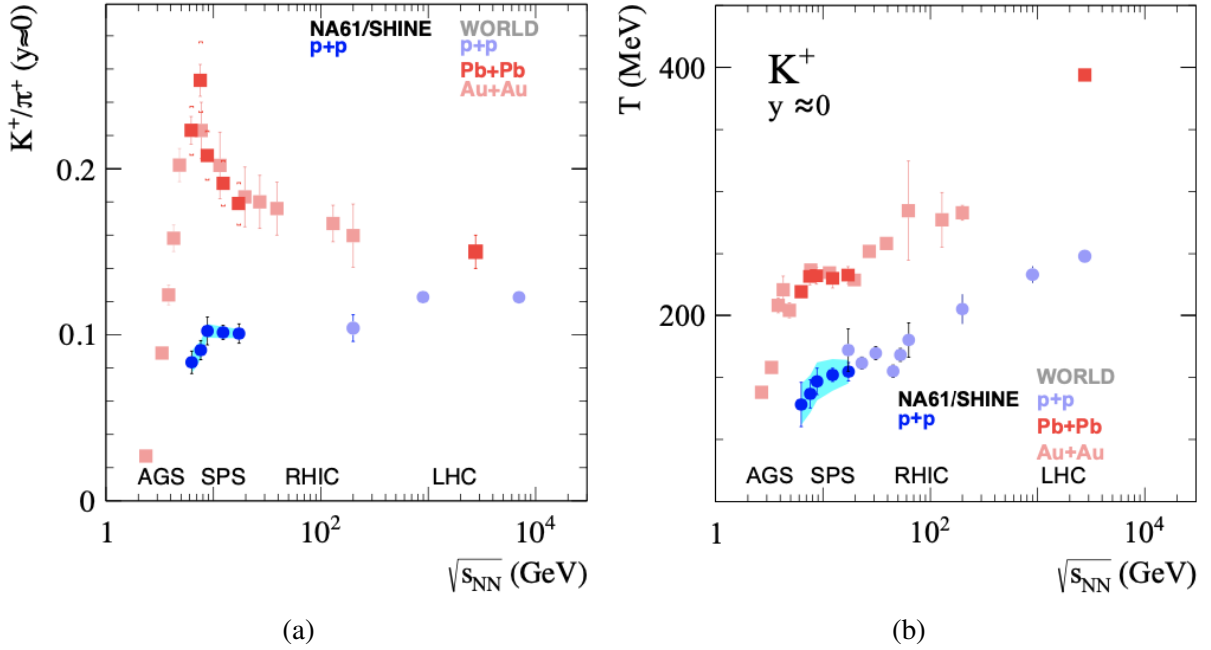 K⁺/π⁺ (y≈0)
0.2
0.1
0
NA61/SHINE
p+p
WORLD
p+p
Pb+Pb
Au+Au
AGS SPS RHIC LHC
1 10² 10⁴
√s_NN (GeV)
(a)
T (MeV)
400
200
K⁺
y ≈0
NA61/SHINE
p+p
WORLD
p+p
Pb+Pb
Au+Au
AGS SPS RHIC LHC
1 10² 10⁴
√s_NN (GeV)
(b)